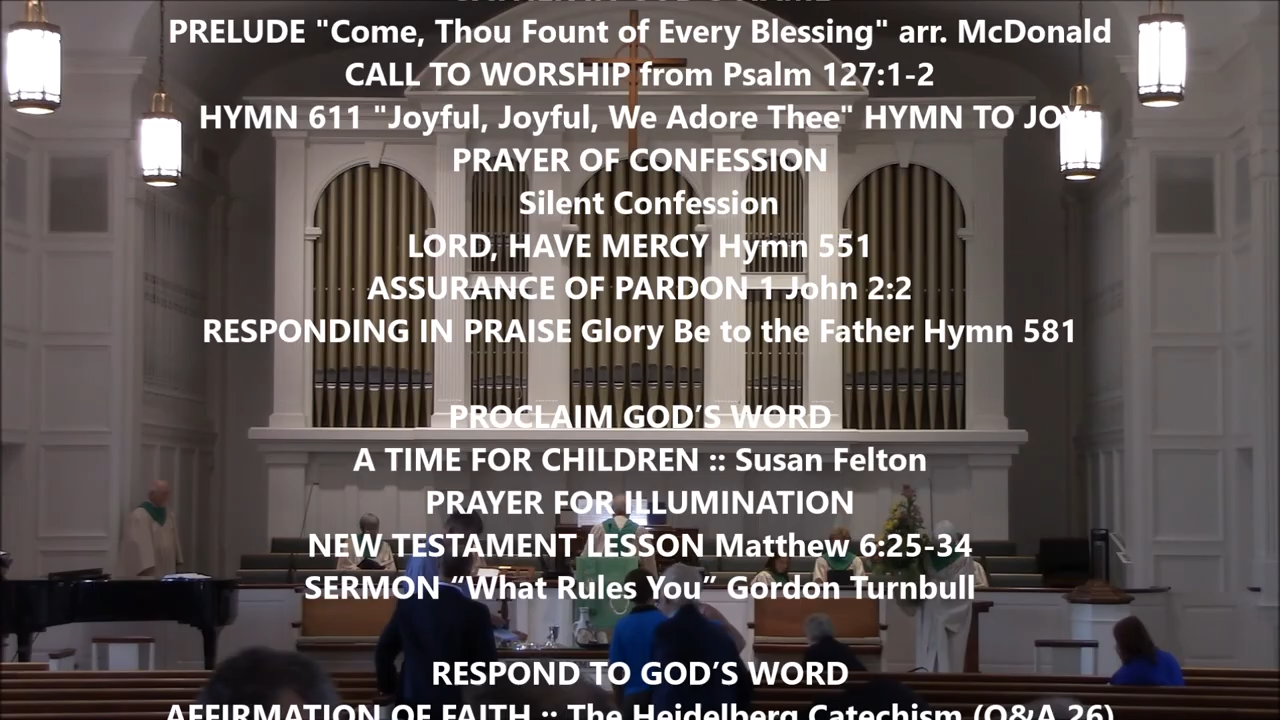 GATHER IN GOD'S NAME
PRELUDE "Come, Thou Fount of Every Blessing" arr. McDonald
CALL TO WORSHIP from Psalm 127:1-2
HYMN 611 "Joyful, Joyful, We Adore Thee" HYMN TO JOY
PRAYER OF CONFESSION
Silent Confession
LORD, HAVE MERCY Hymn 551
ASSURANCE OF PARDON 1 John 2:2
RESPONDING IN PRAISE Glory Be to the Father Hymn 581
PROCLAIM GOD’S WORD
A TIME FOR CHILDREN :: Susan Felton
PRAYER FOR ILLUMINATION
NEW TESTAMENT LESSON Matthew 6:25-34
SERMON “What Rules You” Gordon Turnbull
RESPOND TO GOD’S WORD
AFFIRMATION OF FAITH :: The Heidelberg Catechism (Q&A 26)